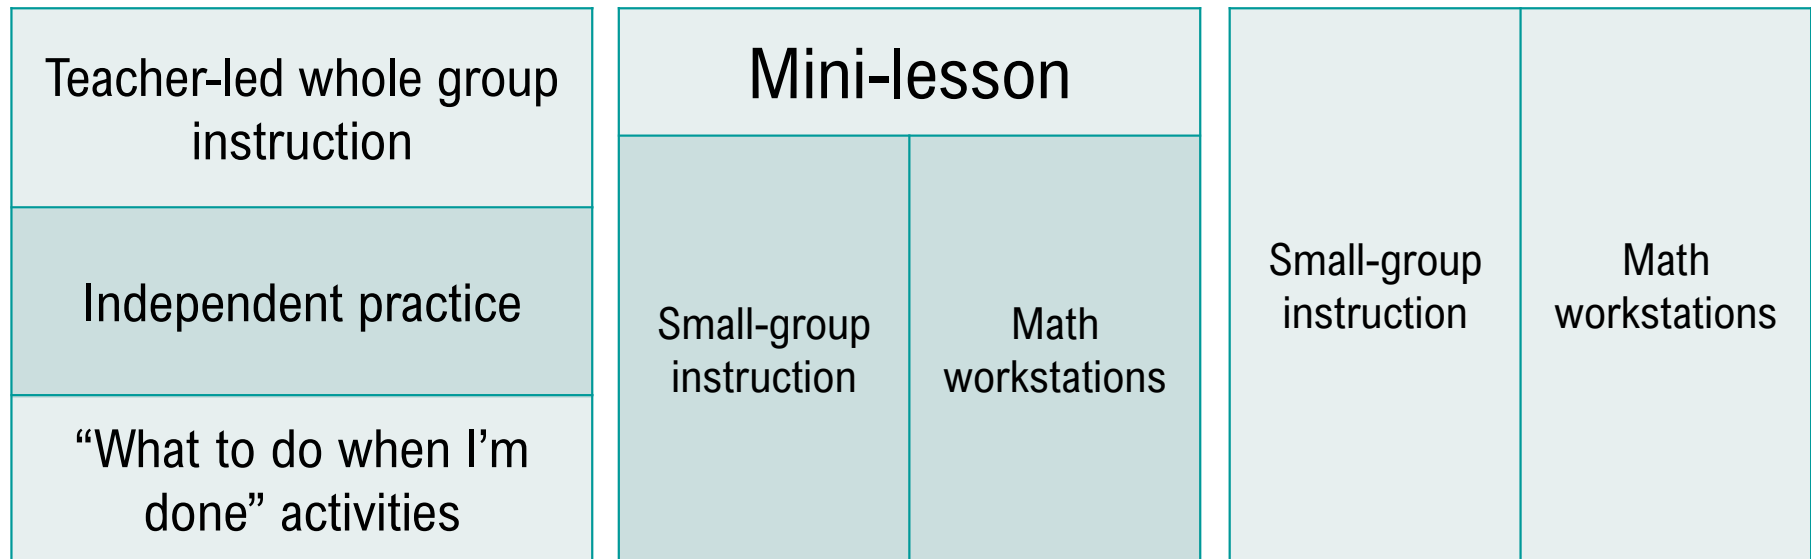 Teacher-led whole group
instruction
Independent practice
“What to do when I’m
done” activities
Mini-lesson
Small-group
instruction
Math
workstations
Small-group
instruction
Math
workstations